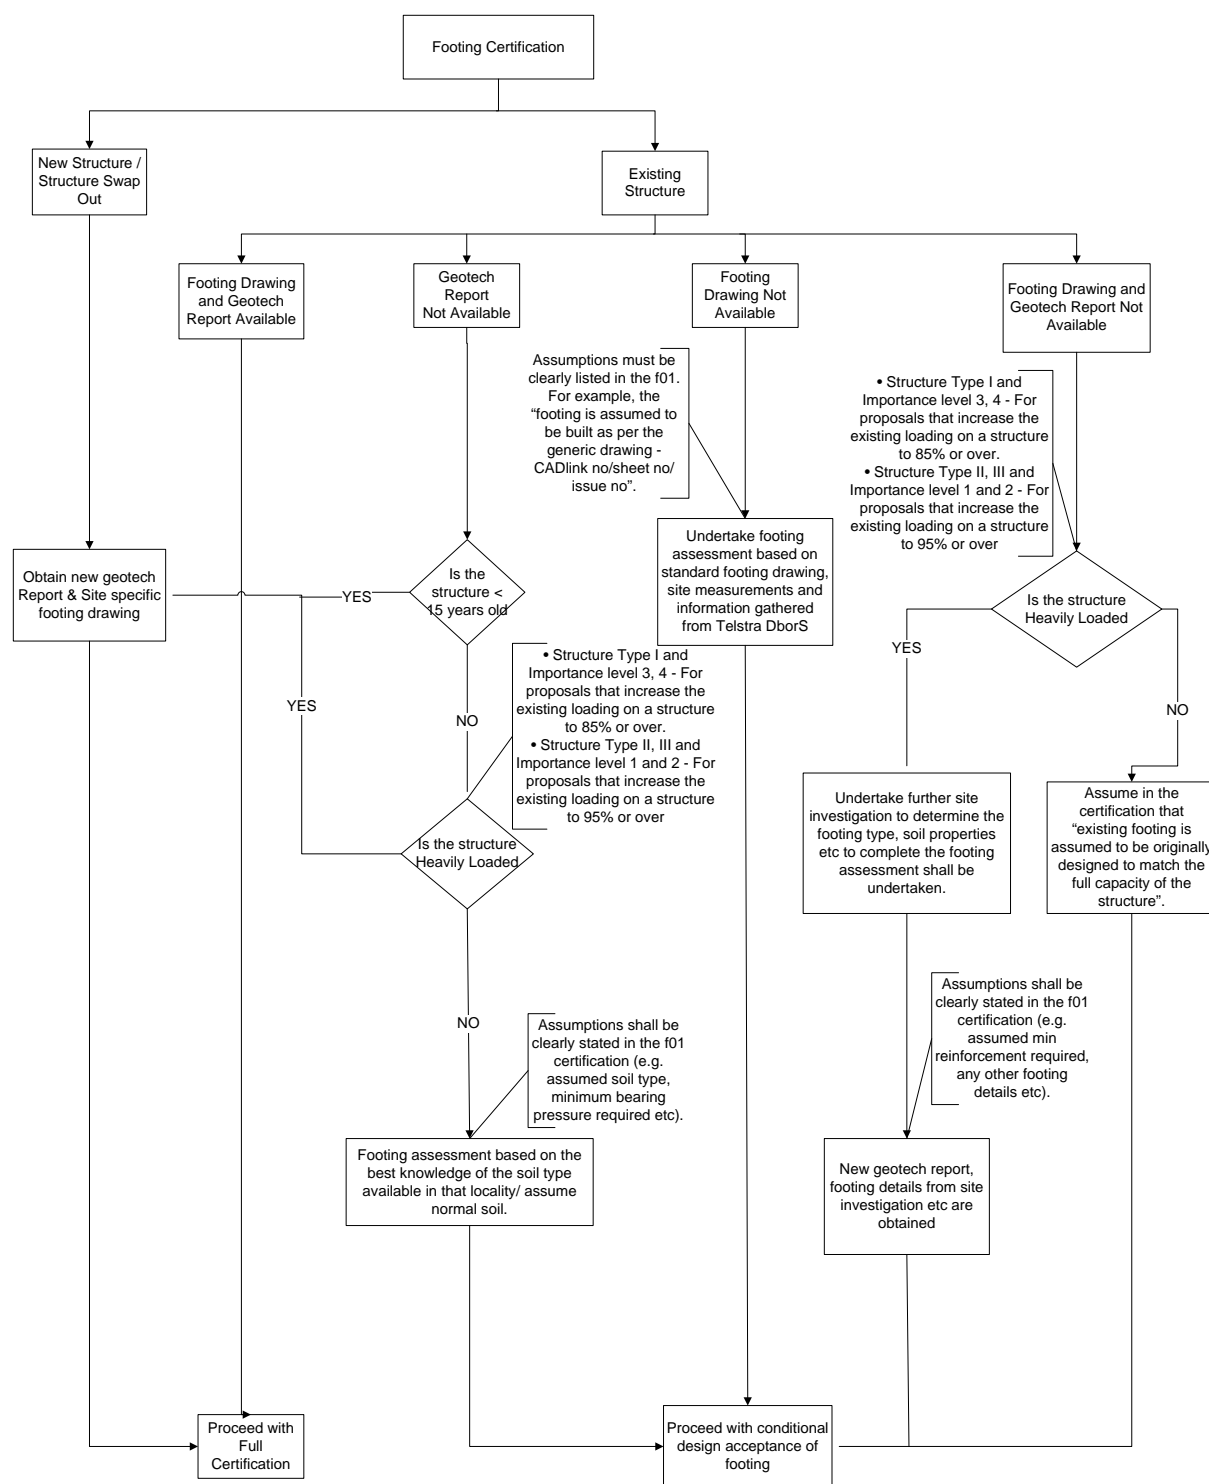 Footing Certification
New Structure /
Structure Swap
Out
Existing
Structure
Footing Drawing
and Geotech
Report Available
Geotech
Report
Not Available
Footing
Drawing Not
Available
Footing Drawing and
Geotech Report Not
Available
Assumptions must be
clearly listed in the f01.
For example, the
“footing is assumed to
be built as per the
generic drawing -
CADlink no/sheet no/
issue no”.
• Structure Type I and
Importance level 3, 4 - For
proposals that increase the
existing loading on a structure
to 85% or over.
• Structure Type II, III and
Importance level 1 and 2 - For
proposals that increase the
existing loading on a structure
to 95% or over
Obtain new geotech
Report & Site specific
footing drawing
YES
Is the
structure <
15 years old
Undertake footing
assessment based on
standard footing drawing,
site measurements and
information gathered
from Telstra DborS
Is the structure
Heavily Loaded
YES
NO
YES
NO
• Structure Type I and
Importance level 3, 4 - For
proposals that increase the
existing loading on a structure
to 85% or over.
• Structure Type II, III and
Importance level 1 and 2 - For
proposals that increase the
existing loading on a structure
to 95% or over
Is the structure
Heavily Loaded
Undertake further site
investigation to determine the
footing type, soil properties
etc to complete the footing
assessment shall be
undertaken.
Assume in the
certification that
“existing footing is
assumed to be originally
designed to match the
full capacity of the
structure”.
NO
Assumptions shall be
clearly stated in the f01
certification (e.g.
assumed soil type,
minimum bearing
pressure required etc).
Assumptions shall be
clearly stated in the f01
certification (e.g.
assumed min
reinforcement required,
any other footing
details etc).
Footing assessment based on the
best knowledge of the soil type
available in that locality/ assume
normal soil.
New geotech report,
footing details from site
investigation etc are
obtained
Proceed with
Full
Certification
Proceed with conditional
design acceptance of
footing